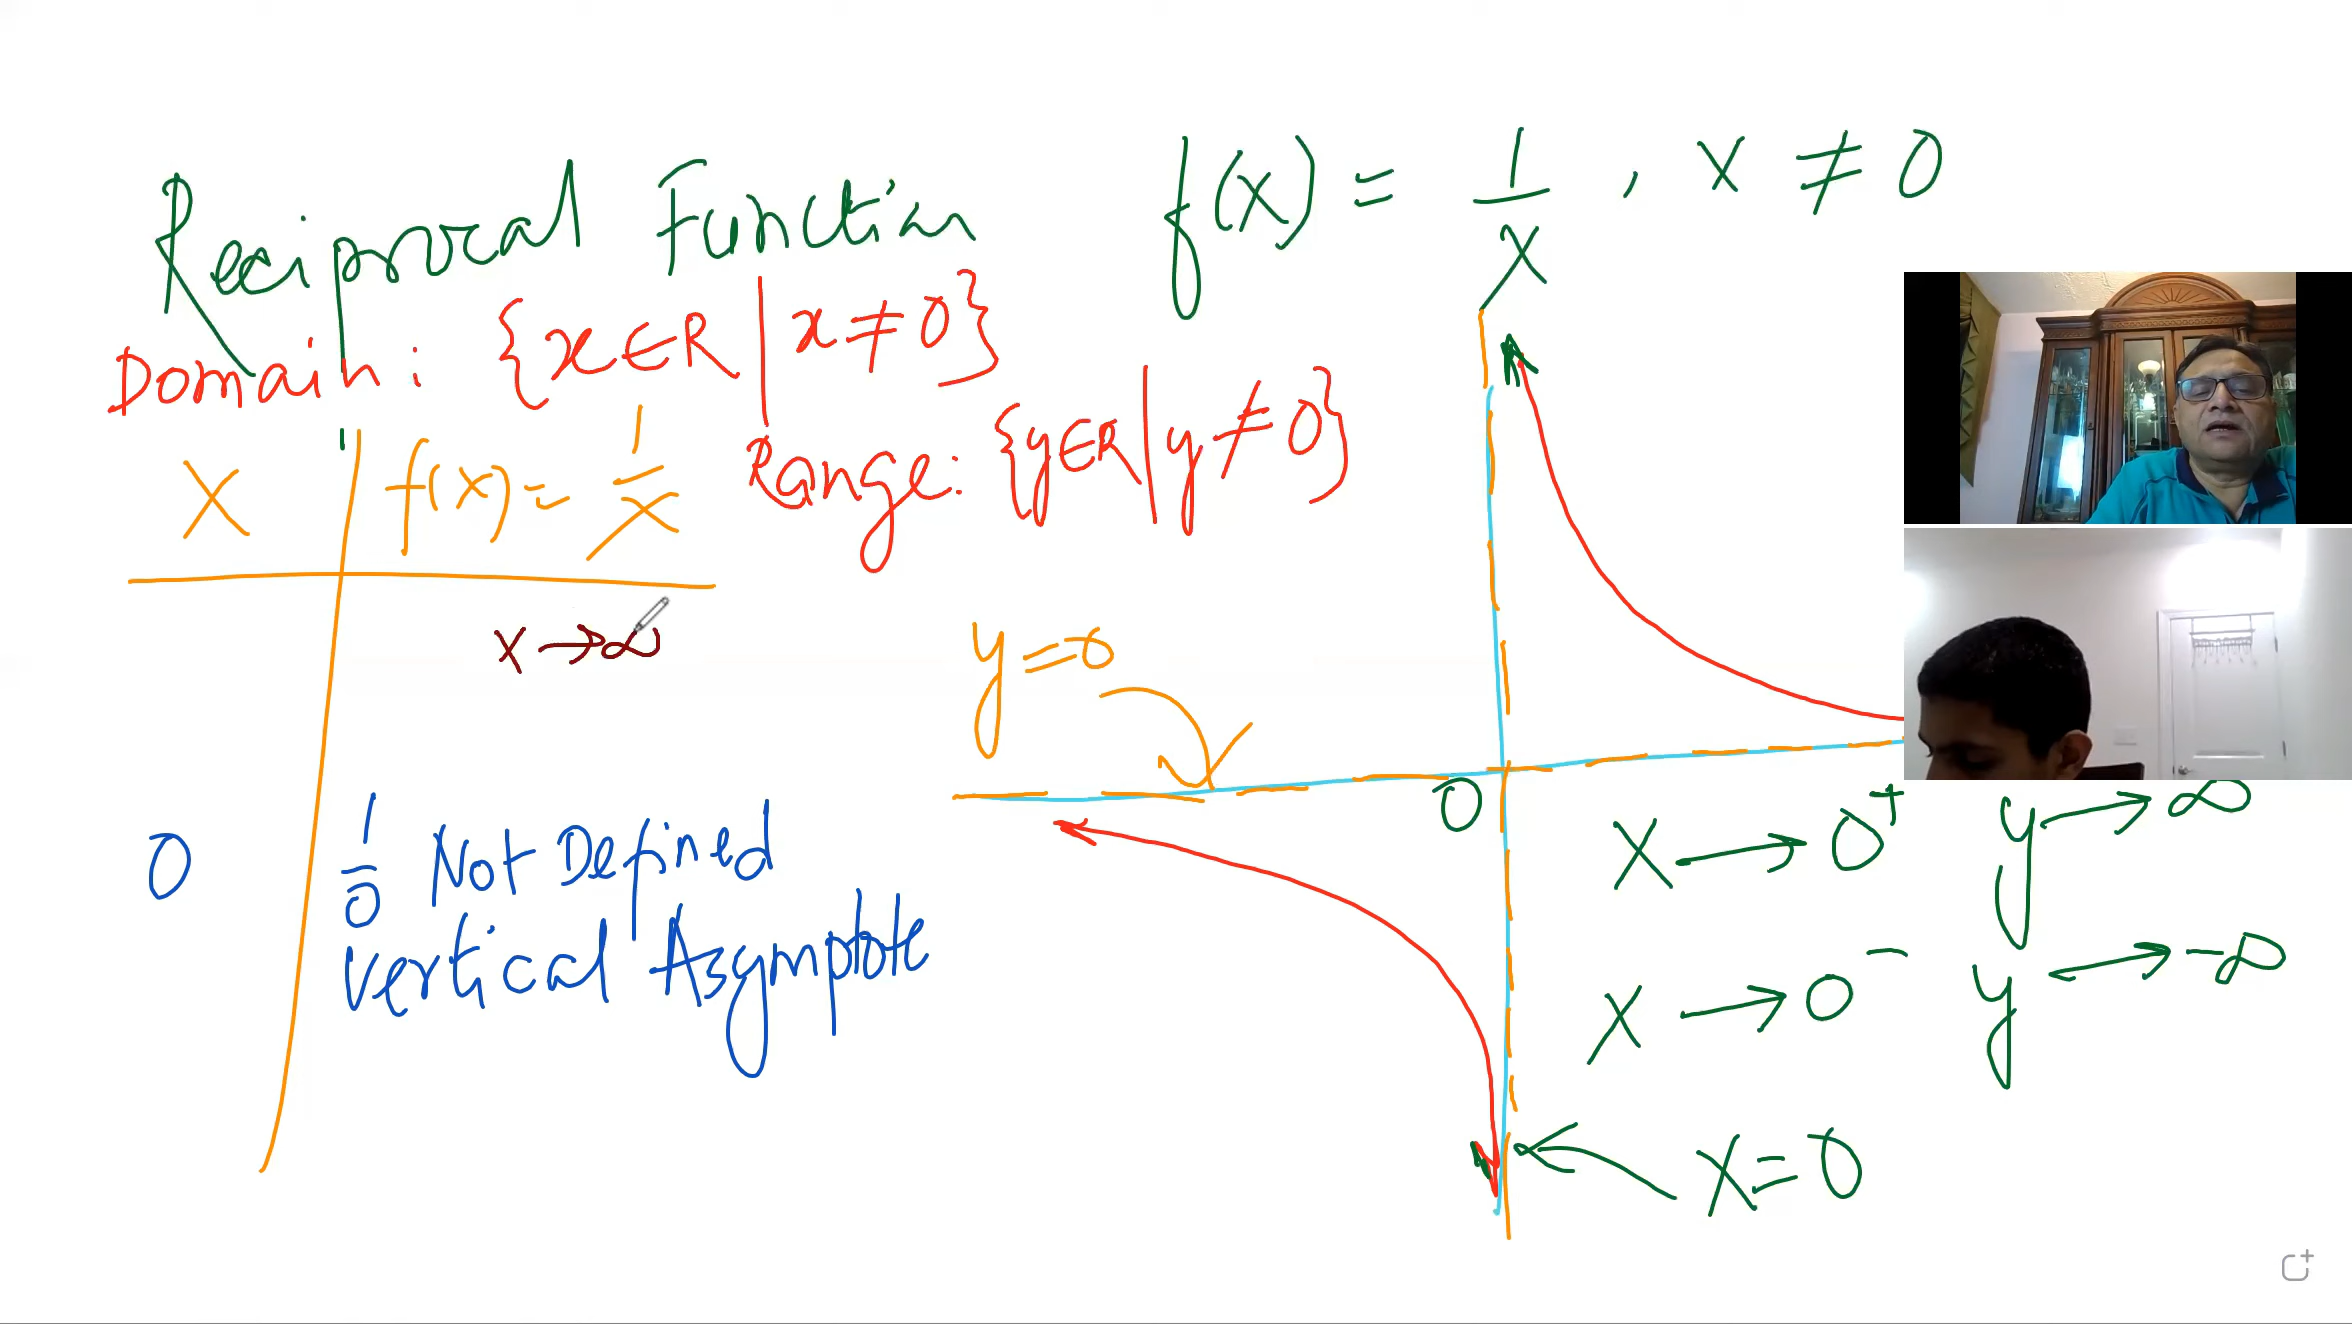 Reciprocal Function
f(x) = 1/x , x ≠ 0
Domain: {x∈R | x≠0}
Range: {y∈R | y≠0}
x | f(x) = 1/x
x→∞
y=0
0 | 1/0 Not Defined
Vertical Asymptote
0
x → 0⁺ y → ∞
x → 0⁻ y → -∞
x=0